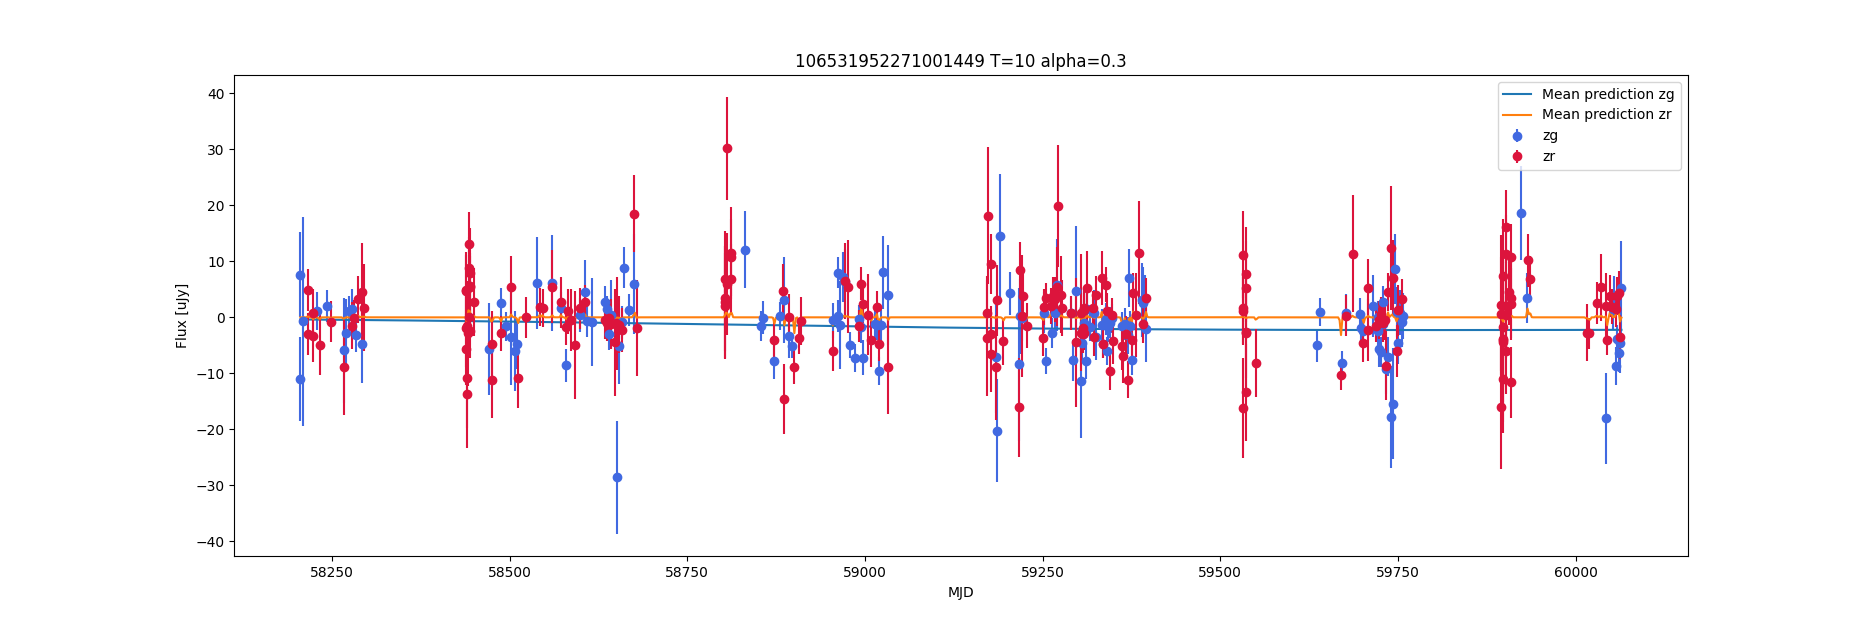 106531952271001449 T=10 alpha=0.3
Flux [uJy]
40
30
20
10
0
−10
−20
−30
−40
Mean prediction zg
Mean prediction zr
zg
zr
58250 58500 58750 59000 59250 59500 59750 60000
MJD